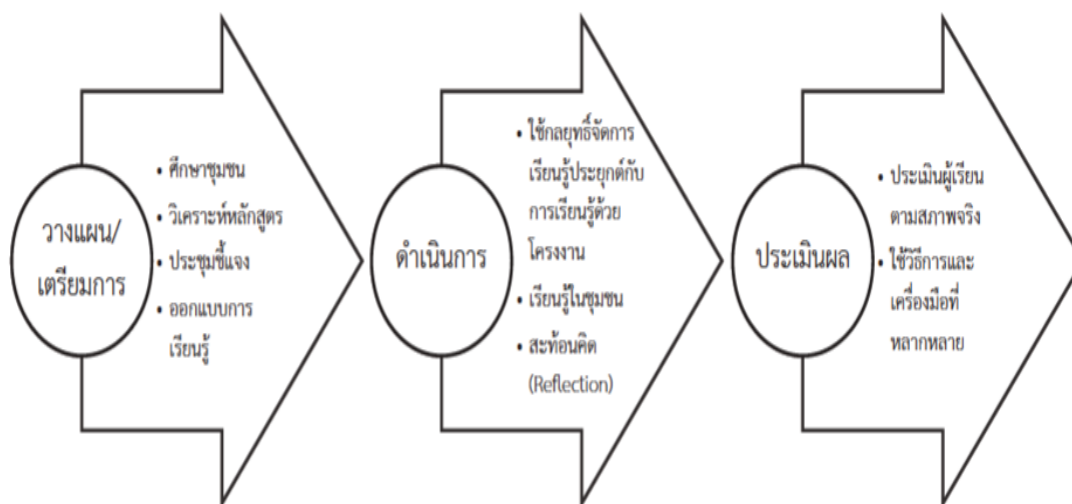 วางแผน/
เตรียมการ
• ศึกษาชุมชน
• วิเคราะห์หลักสูตร
• ประชุมชี้แจง
• ออกแบบการ
เรียนรู้
ดำเนินการ
• ใช้กลยุทธ์จัดการ
เรียนรู้ประยุกต์กับ
การเรียนรู้ด้วย
โครงงาน
• เรียนรู้ในชุมชน
• สะท้อนคิด
(Reflection)
ประเมินผล
• ประเมินผู้เรียน
ตามสภาพจริง
• ใช้วิธีการและ
เครื่องมือที่
หลากหลาย